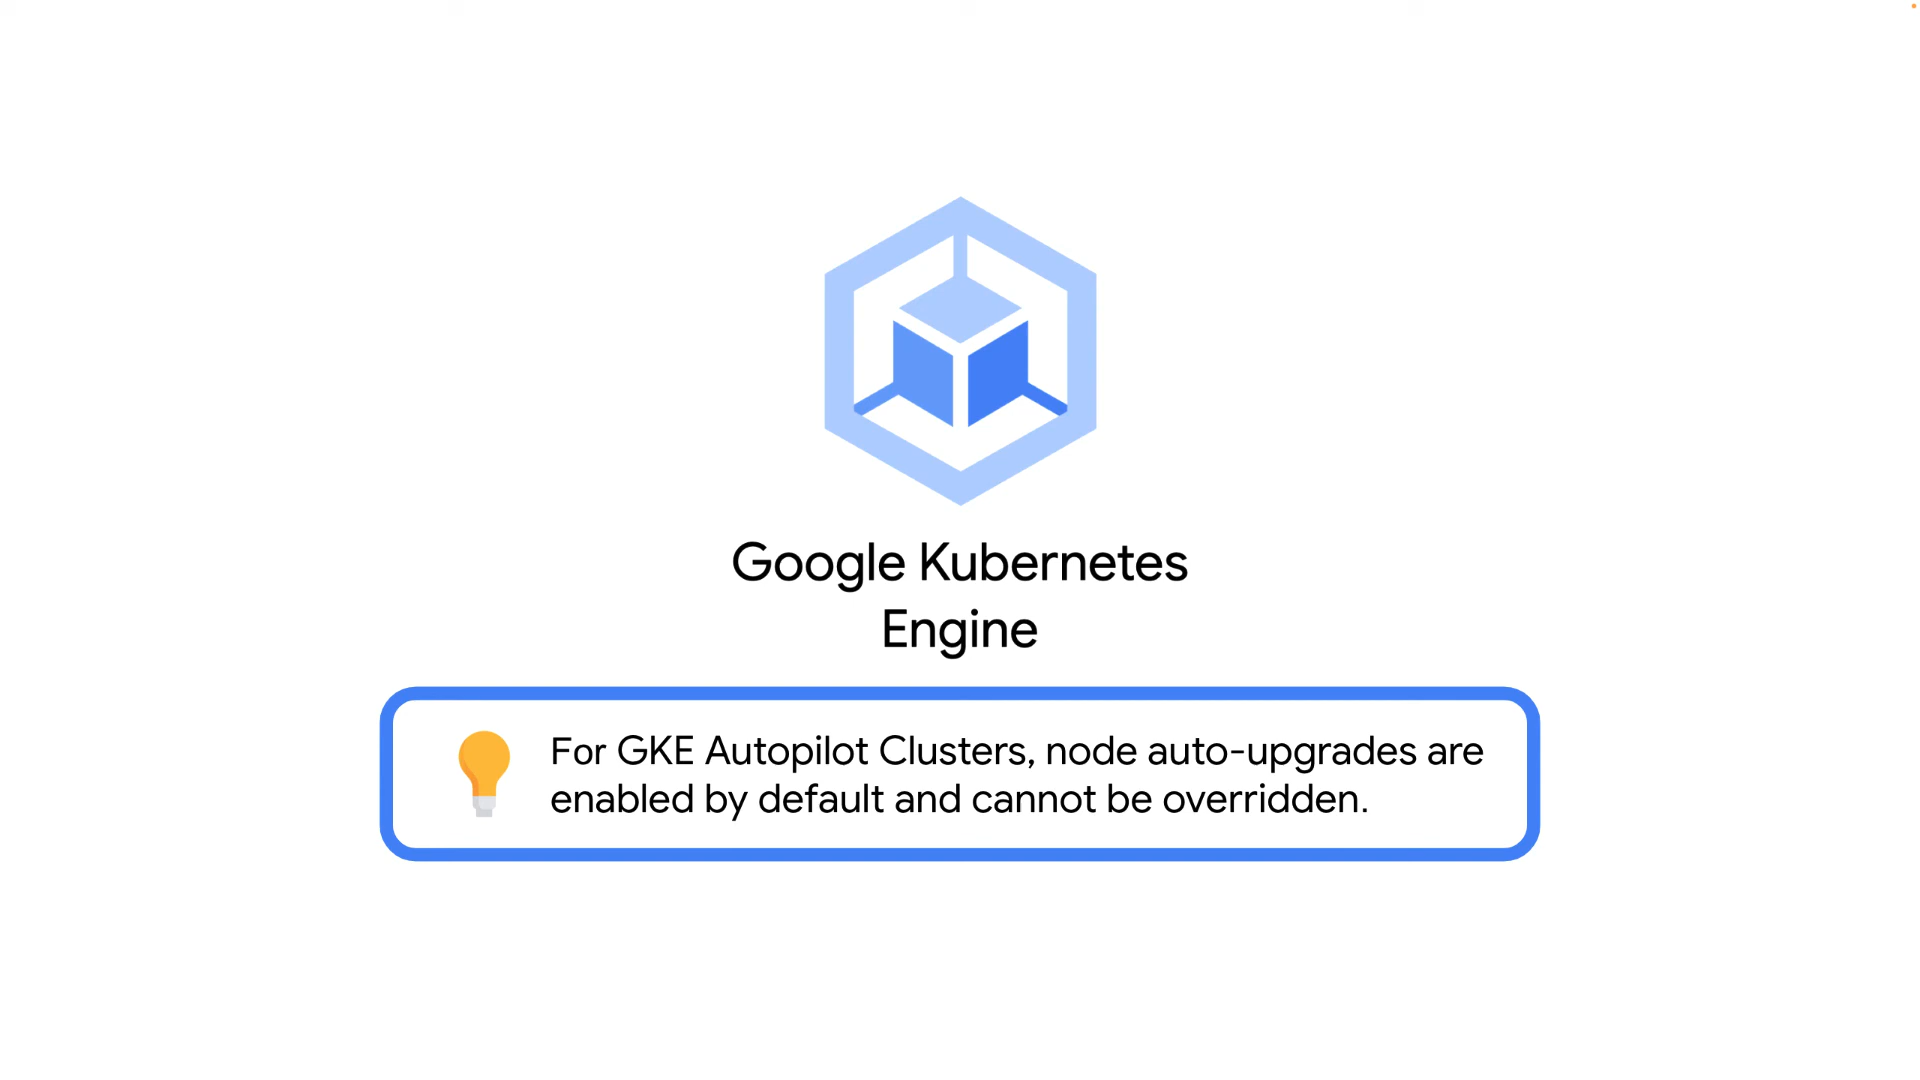 Google Kubernetes
Engine
For GKE Autopilot Clusters, node auto-upgrades are
enabled by default and cannot be overridden.